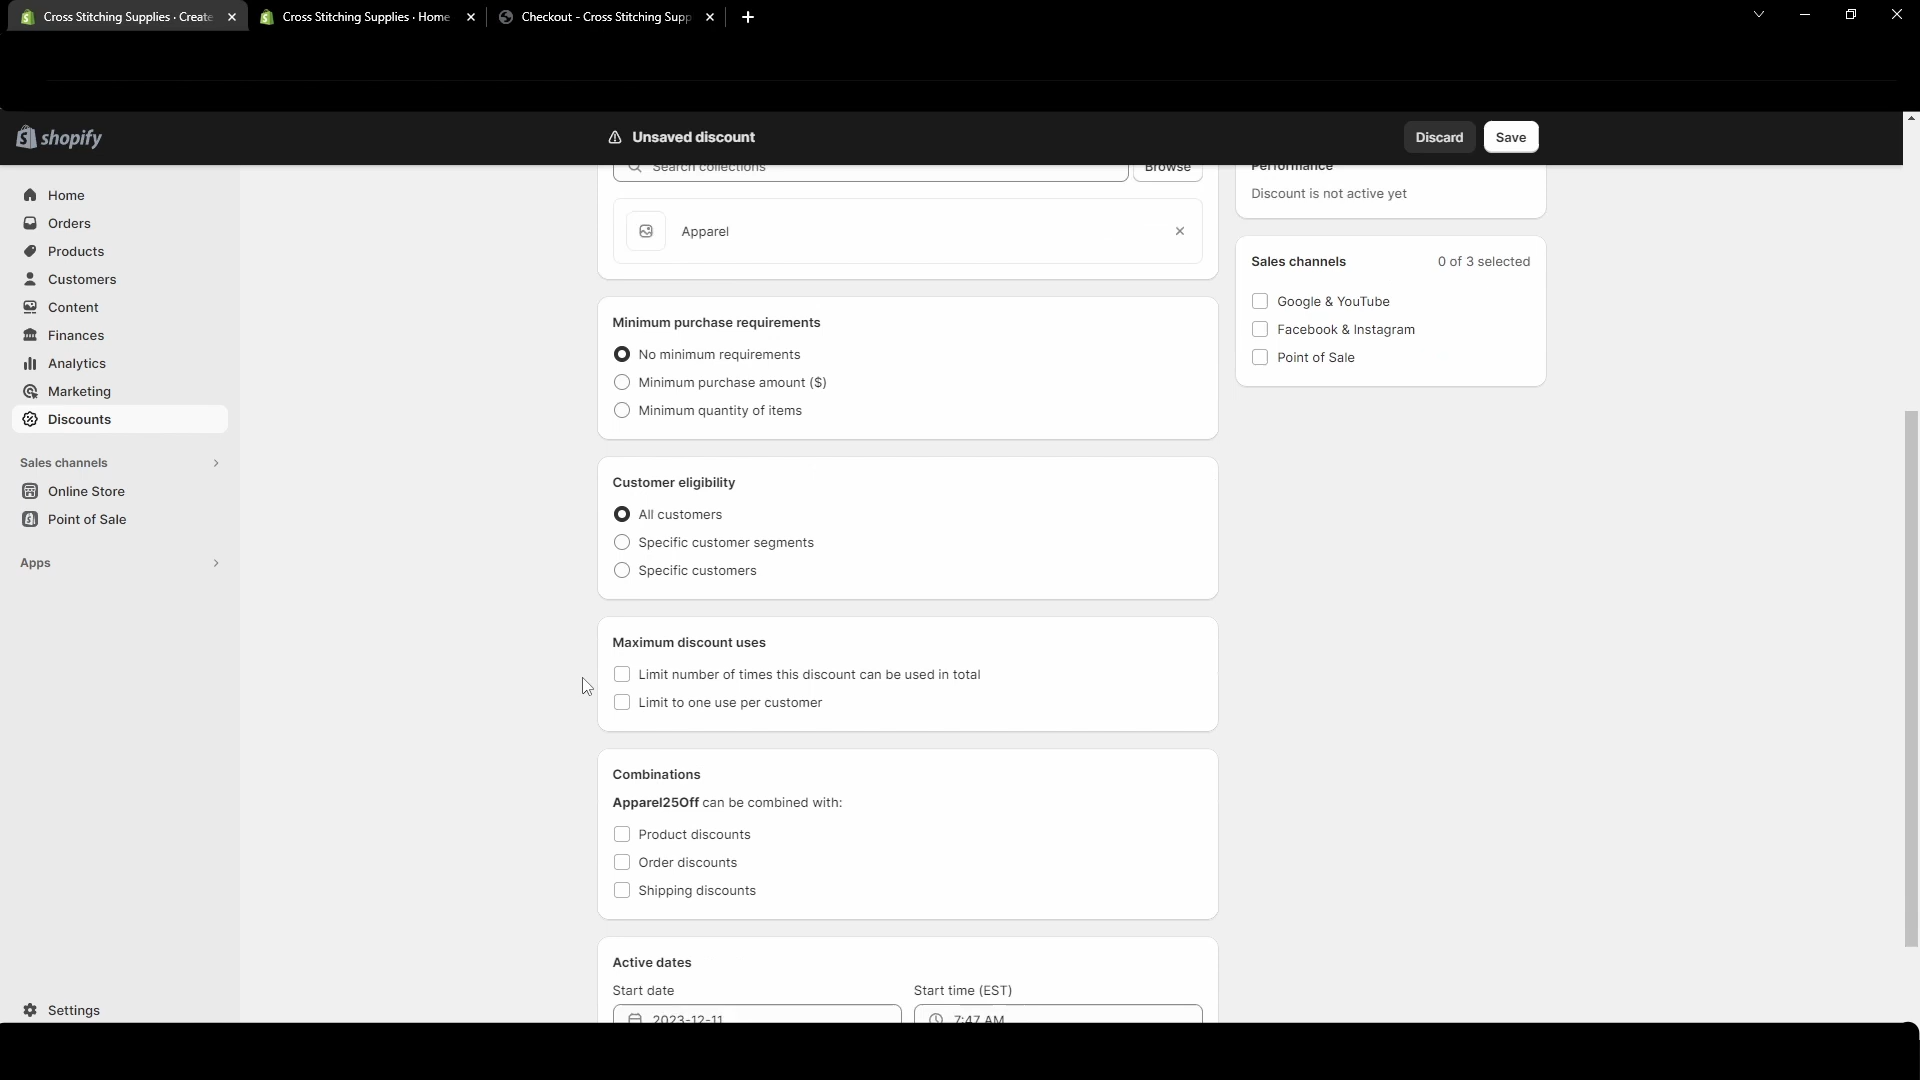 Cross Stitching Supplies · Create
Cross Stitching Supplies · Home
Checkout - Cross Stitching Supp
shopify
Unsaved discount
Discard
Save
Home
Orders
Products
Customers
Content
Finances
Analytics
Marketing
Discounts
Sales channels
Online Store
Point of Sale
Apps
Settings
Search collections
Browse
Apparel
Minimum purchase requirements
No minimum requirements
Minimum purchase amount ($)
Minimum quantity of items
Customer eligibility
All customers
Specific customer segments
Specific customers
Maximum discount uses
Limit number of times this discount can be used in total
Limit to one use per customer
Combinations
Apparel25Off can be combined with:
Product discounts
Order discounts
Shipping discounts
Active dates
Start date
Start time (EST)
2023-12-11
7:47 AM
Performance
Discount is not active yet
Sales channels
0 of 3 selected
Google & YouTube
Facebook & Instagram
Point of Sale